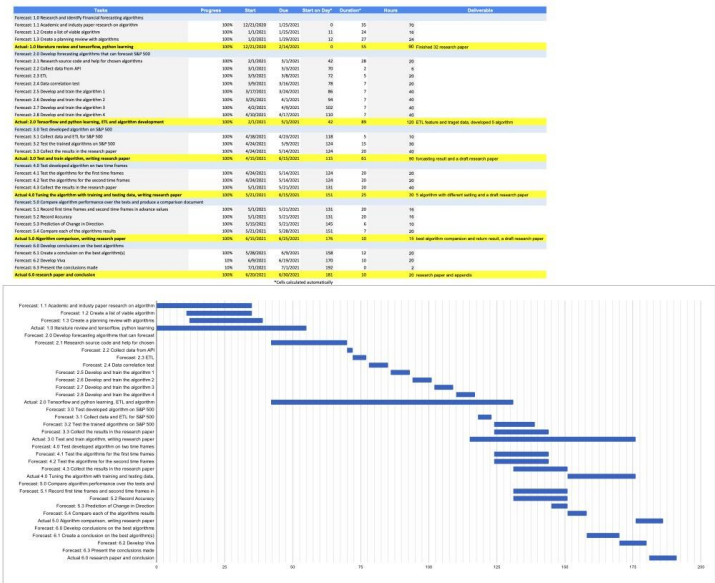 Tasks Progress Start Due Start on Day* Duration* Hours Deliverable
Forecast: 1.0 Research and identify Financial forecasting algorithms
Forecast: 1.1 Academic and industy paper research on algorithm 100% 12/21/2020 1/25/2021 0 35 70
Forecast: 1.2 Create a list of viable algorithm 100% 1/1/2021 1/25/2021 11 24 16
Forecast: 1.3 Create a planning review with algorithms 100% 1/2/2021 12 27 24
Actual: 1.0 literature review and tensorflow, python learning 100% 12/21/2020 2/14/2021 0 55 90 Finished 32 research paper
Forecast: 2.0 Develop forecasting algorithms that can forecast S&P 500
Forecast: 2.1 Research source code and help for chosen algorithms 100% 2/1/2021 3/1/2021 42 28 20
Forecast: 2.2 Collect data from API 100% 3/1/2021 3/3/2021 70 2 6
Forecast: 2.3 ETL 100% 3/3/2021 3/8/2021 72 5 20
Forecast: 2.4 Data correlation test 100% 3/9/2021 3/16/2021 78 7 20
Forecast: 2.5 Develop and train the algorithm 1 100% 3/17/2021 3/24/2021 86 7 40
Forecast: 2.6 Develop and train the algorithm 2 100% 3/25/2021 4/1/2021 94 7 40
Forecast: 2.7 Develop and train the algorithm 3 100% 4/2/2021 4/9/2021 102 7 40
Forecast: 2.8 Develop and train the algorithm 4 100% 4/10/2021 4/17/2021 110 7 40
Actual: 2.0 Tensorflow and python learning, ETL and algorithm development 100% 2/1/2021 5/1/2021 42 89 120 ETL feature and traget data, developed 5 algorithm
Forecast: 3.0 Test developed algorithm on S&P 500
Forecast: 3.1 Collect data and ETL for S&P 500 100% 4/18/2021 4/23/2021 118 5
Forecast: 3.2 Test the trained algorithms on S&P 500 100% 4/24/2021 5/9/2021 124 15 30
Forecast: 3.3 Collect the results in the research paper 100% 4/24/2021 5/14/2021 124 20 40
Actual: 3.0 Test and train algorithm, writing research paper 100% 4/15/2021 6/15/2021 115 61 90 forcasting result and a draft research paper
Forecast: 4.0 Test developed algorithm on two time frames
Forecast: 4.1 Test the algorithms for the first time frames 100% 4/24/2021 5/14/2021 124 20 20
Forecast: 4.2 Test the algorithms for the second time frames 100% 4/24/2021 5/14/2021 124 20 20
Forecast: 4.3 Collect the results in the research paper 100% 5/1/2021 5/21/2021 131 20 40
Actual 4.0 Tuning the algorithm with training and testing data, writing research paper 100% 5/21/2021 6/15/2021 151 25 30 5 algorithm with different setting and a draft research paper
Forecast: 5.0 Compare algorithm performance over the tests and produce a comparison document
Forecast: 5.1 Record first time frames and second time frames in advance values 100% 5/1/2021 5/21/2021 131 20
Forecast: 5.2 Record Accuracy 100% 5/1/2021 5/21/2021 131 20
Forecast: 5.3 Prediction of Change in Direction 100% 5/15/2021 5/21/2021 145 6 10
Forecast: 5.4 Compare each of the algorithms results 100% 5/21/2021 5/28/2021 151 7 20
Actual 5.0 Algorithm comparison, writing research paper 100% 6/15/2021 6/25/2021 176 10 15 best algorithm comparison and return result, a draft research paper
Forecast: 6.0 Develop conclusions on the best algorithms
Forecast: 6.1 Create a conclusion on the best algorithm(s) 100% 5/28/2021 6/9/2021 158 12 20
Forecast: 6.2 Develop Viva 10% 6/9/2021 6/19/2021 170 10 20
Forecast: 6.3 Present the conclusions made 10% 7/1/2021 7/1/2021 192 0 2
Actual 6.0 research paper and conclusion 100% 6/20/2021 6/30/2021 181 10 20 research paper and appendix
*Cells calculated automatically
Forecast: 1.1 Academic and industy paper research on algorithm
Forecast: 1.2 Create a list of viable algorithm
Forecast: 1.3 Create a planning review with algorithms
Actual: 1.0 literature review and tensorflow, python learning
Forecast: 2.0 Develop forecasting algorithms that can forecast
Forecast: 2.1 Research source code and help for chosen
Forecast: 2.2 Collect data from API
Forecast: 2.3 ETL
Forecast: 2.4 Data correlation test
Forecast: 2.5 Develop and train the algorithm 1
Forecast: 2.6 Develop and train the algorithm 2
Forecast: 2.7 Develop and train the algorithm 3
Forecast: 2.8 Develop and train the algorithm 4
Actual: 2.0 Tensorflow and python learning, ETL and algorithm
Forecast: 3.0 Test developed algorithm on S&P 500
Forecast: 3.1 Collect data and ETL for S&P 500
Forecast: 3.2 Test the trained algorithms on S&P 500
Forecast: 3.3 Collect the results in the research paper
Actual: 3.0 Test and train algorithm, writing research paper
Forecast: 4.0 Test developed algorithm on two time frames
Forecast: 4.1 Test the algorithms for the first time frames
Forecast: 4.2 Test the algorithms for the second time frames
Forecast: 4.3 Collect the results in the research paper
Actual 4.0 Tuning the algorithm with training and testing data,
Forecast: 5.0 Compare algorithm performance over the tests and
Forecast: 5.1 Record first time frames and second time frames in
Forecast: 5.2 Record Accuracy
Forecast: 5.3 Prediction of Change in Direction
Forecast: 5.4 Compare each of the algorithms results
Actual 5.0 Algorithm comparison, writing research paper
Forecast: 6.0 Develop conclusions on the best algorithms
Forecast: 6.1 Create a conclusion on the best algorithm(s)
Forecast: 6.2 Develop Viva
Forecast: 6.3 Present the conclusions made
Actual 6.0 research paper and conclusion
0 25 50 75 100 125 150 175 200